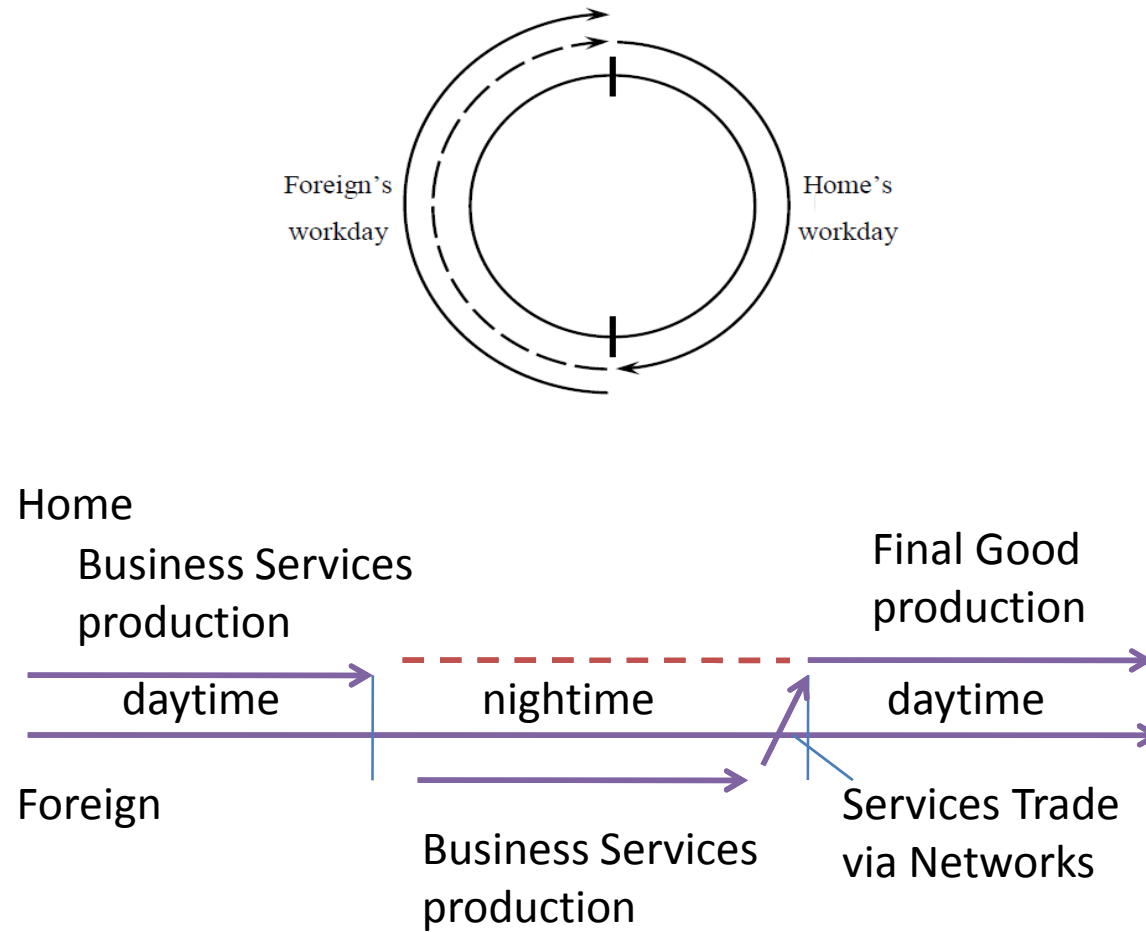 Foreign's
workday
Home's
workday
Home
Business Services
production
Final Good
production
daytime
nightime
daytime
Foreign
Business Services
production
Services Trade
via Networks